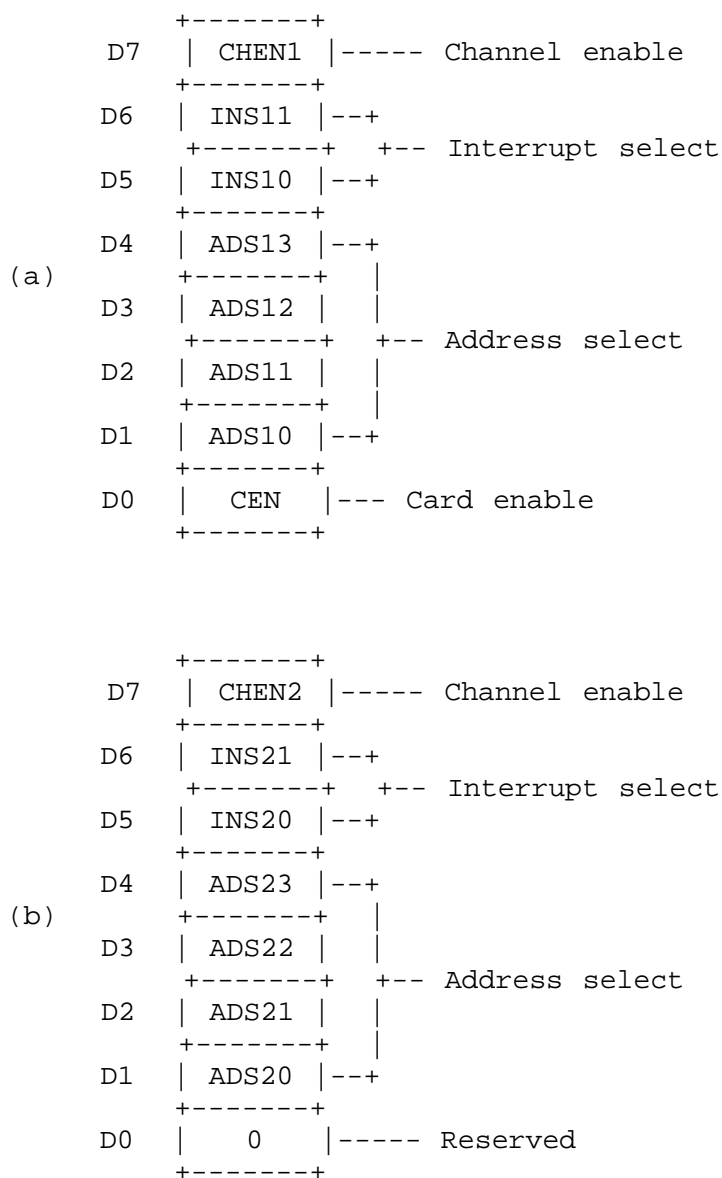 +-------+
      D7   | CHEN1 |----- Channel enable
           +-------+
      D6   | INS11 |--+
           +-------+  +-- Interrupt select
      D5   | INS10 |--+
           +-------+
      D4   | ADS13 |--+
(a)        +-------+  |
      D3   | ADS12 |  |
           +-------+  +-- Address select
      D2   | ADS11 |  |
           +-------+  |
      D1   | ADS10 |--+
           +-------+
      D0   |  CEN  |--- Card enable
           +-------+

           +-------+
      D7   | CHEN2 |----- Channel enable
           +-------+
      D6   | INS21 |--+
           +-------+  +-- Interrupt select
      D5   | INS20 |--+
           +-------+
      D4   | ADS23 |--+
(b)        +-------+  |
      D3   | ADS22 |  |
           +-------+  +-- Address select
      D2   | ADS21 |  |
           +-------+  |
      D1   | ADS20 |--+
           +-------+
      D0   |   0   |----- Reserved
           +-------+